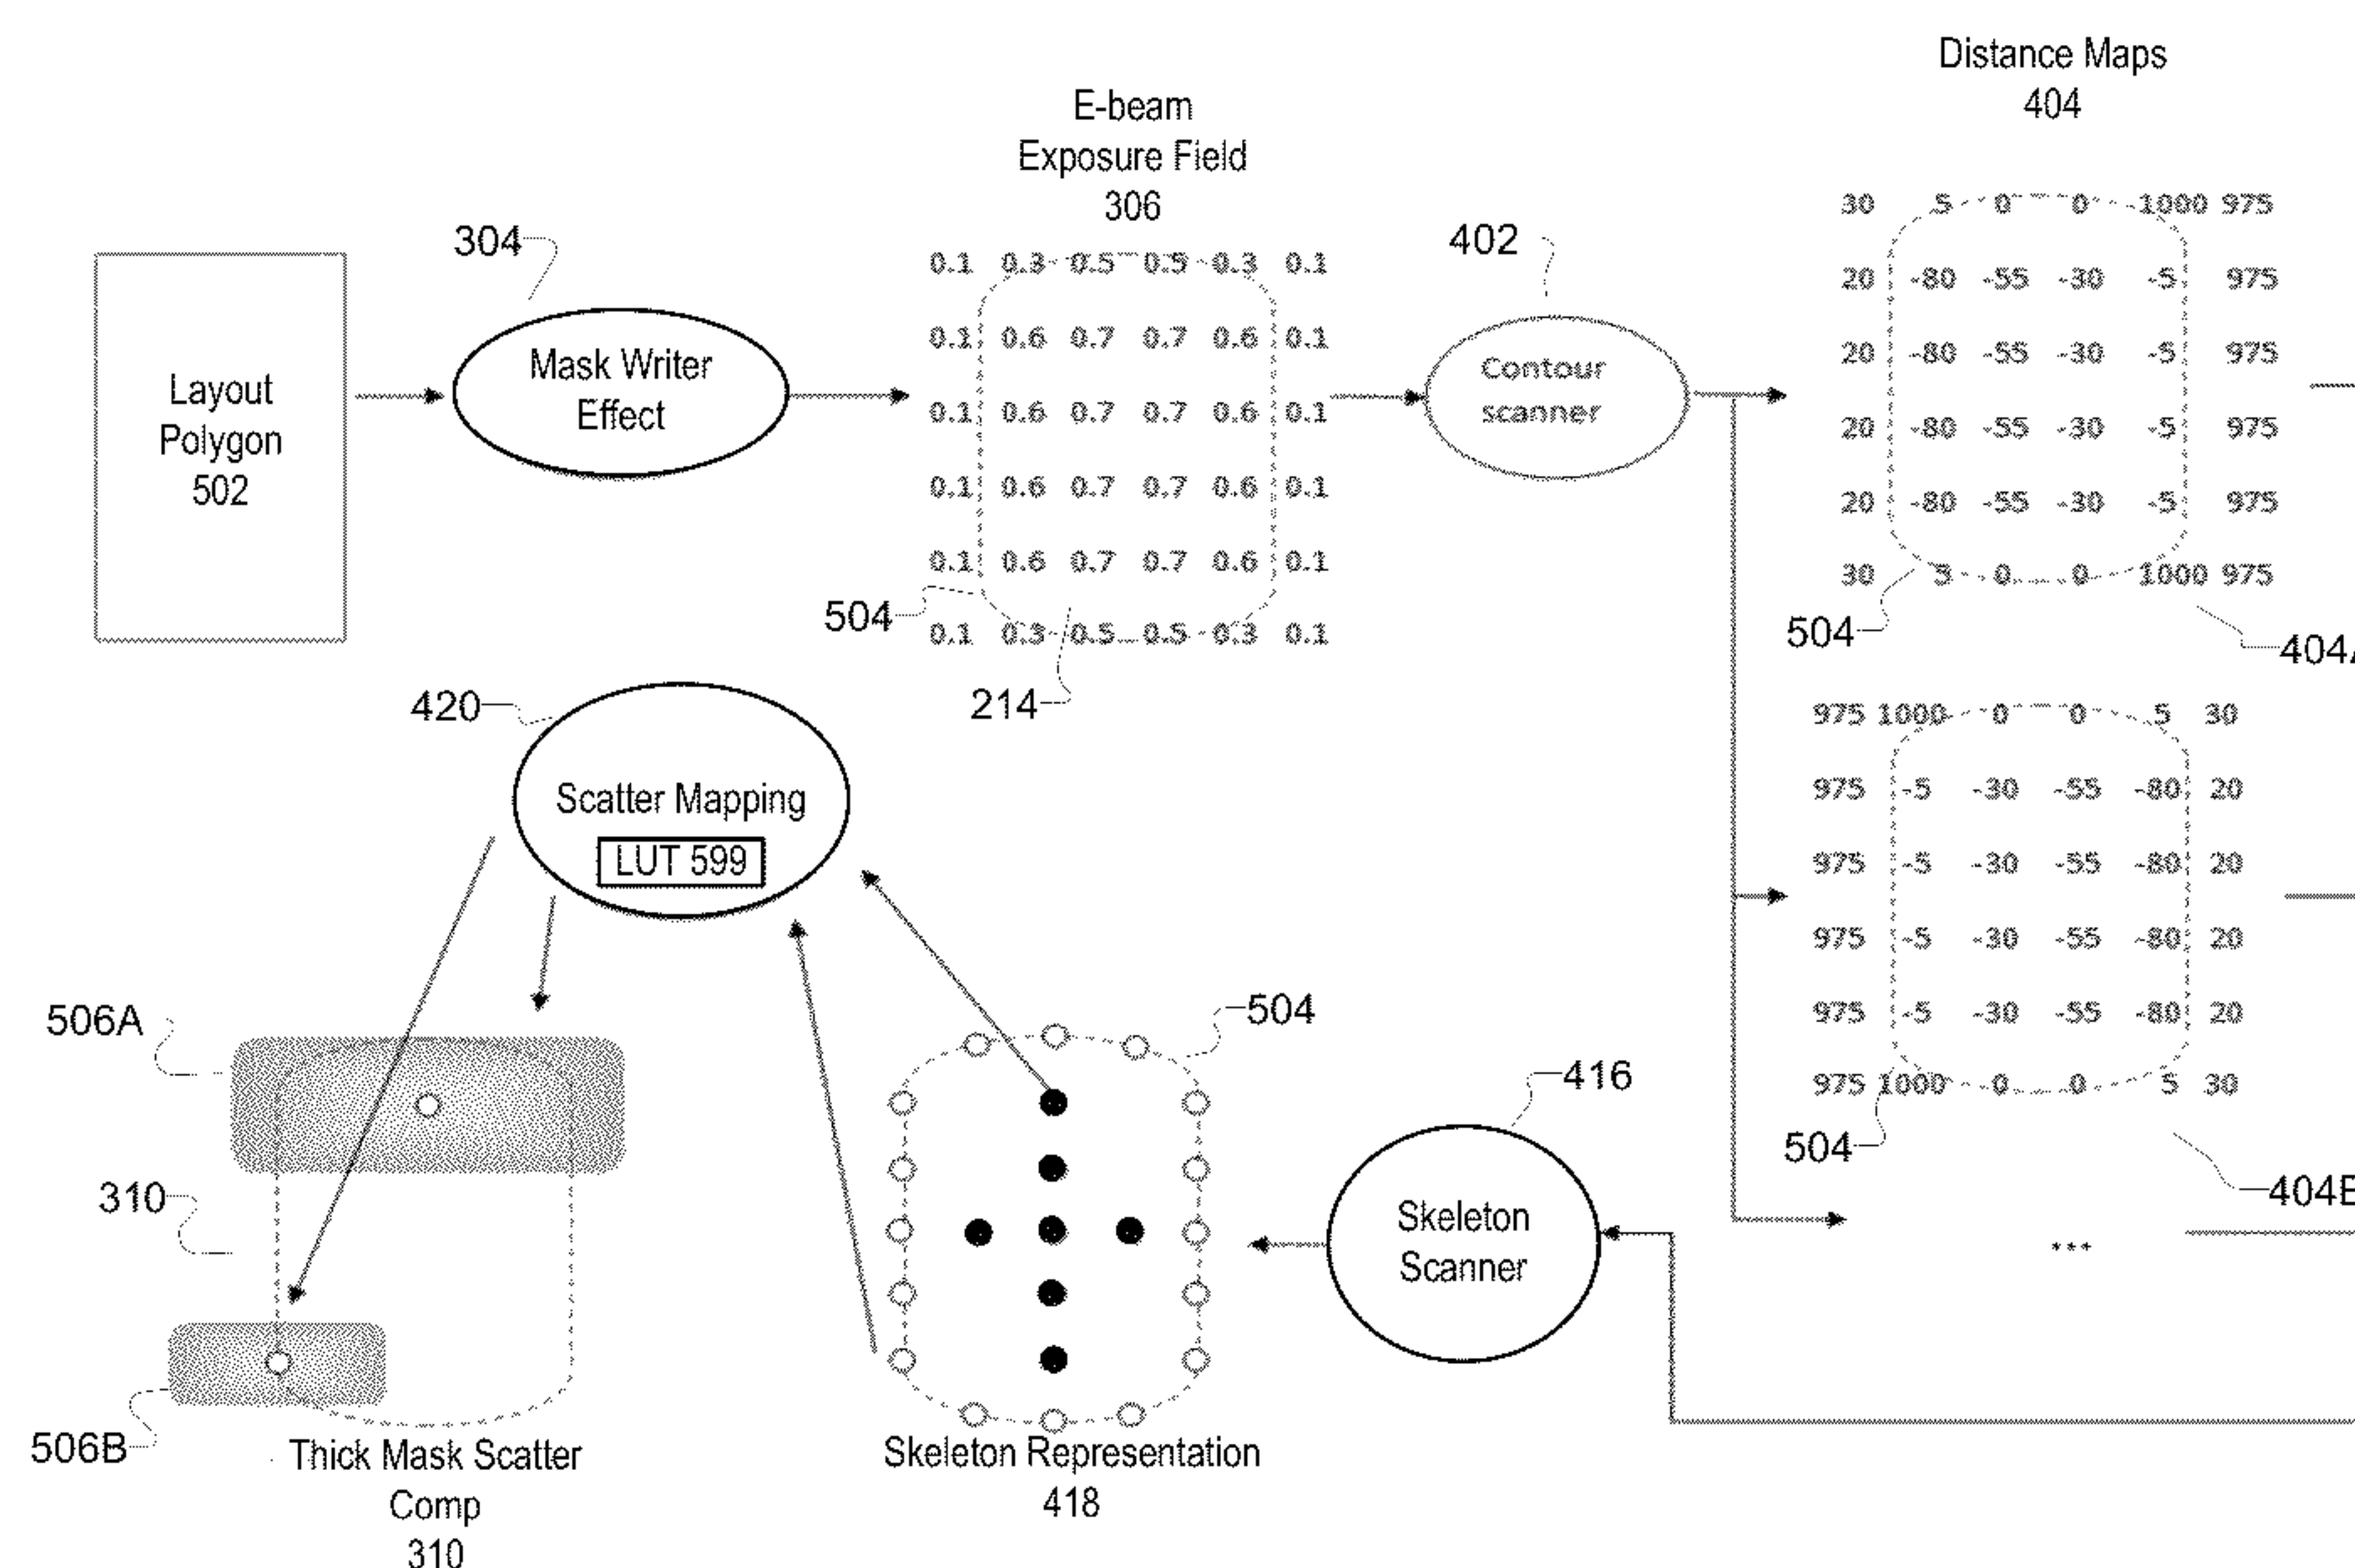 Distance Maps
404
E-beam
Exposure Field
306
304
402
Layout
Polygon
502
Mask Writer
Effect
0.1 0.3 0.5 0.5 0.3 0.1
0.1 0.6 0.7 0.7 0.6 0.1
0.1 0.6 0.7 0.7 0.6 0.1
0.1 0.6 0.7 0.7 0.6 0.1
0.1 0.6 0.7 0.7 0.6 0.1
0.1 0.3 0.5 0.5 0.3 0.1
504
214
Contour
scanner
30 5 0 0 1000 975
20 -80 -55 -30 -5 975
20 -80 -55 -30 -5 975
20 -80 -55 -30 -5 975
20 -80 -55 -30 -5 975
30 5 0 0 1000 975
504
404A
975 1000 0 0 5 30
975 -5 -30 -55 -80 20
975 -5 -30 -55 -80 20
975 -5 -30 -55 -80 20
975 -5 -30 -55 -80 20
975 1000 0 0 5 30
504
404B
...
420
Scatter Mapping
LUT 599
506A
310
506B
Thick Mask Scatter
Comp
310
504
Skeleton Representation
418
416
Skeleton
Scanner